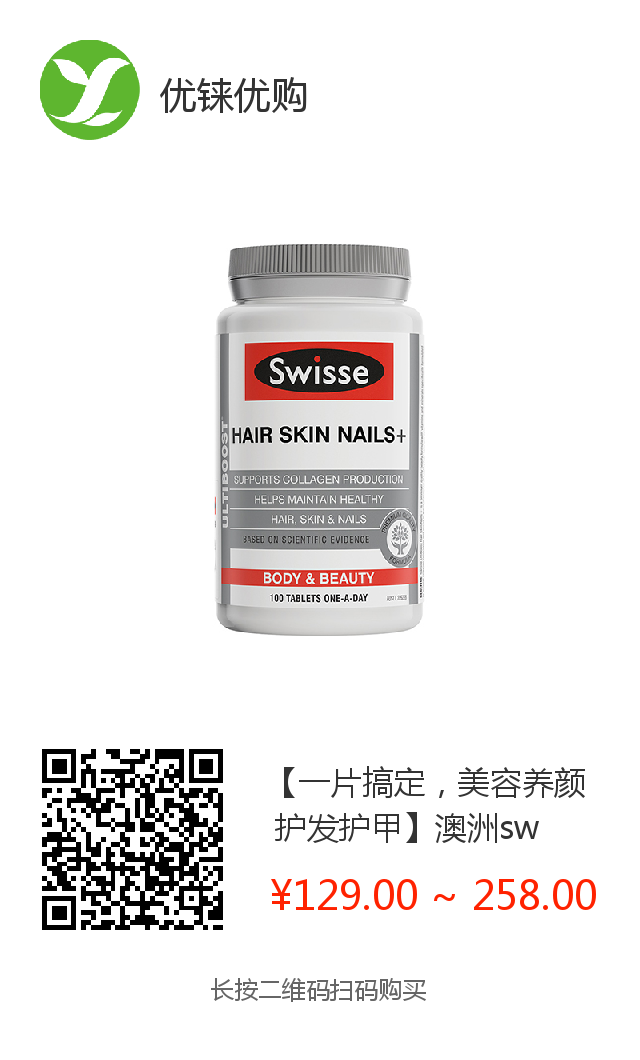 优铼优购
Swisse
ULTIBOOST
HAIR SKIN NAILS+
SUPPORTS COLLAGEN PRODUCTION
HELPS MAINTAIN HEALTHY
HAIR, SKIN & NAILS
BASED ON SCIENTIFIC EVIDENCE
BODY & BEAUTY
100 TABLETS ONE-A-DAY
【一片搞定，美容养颜
护发护甲】澳洲sw
¥129.00 ~ 258.00
长按二维码扫码购买